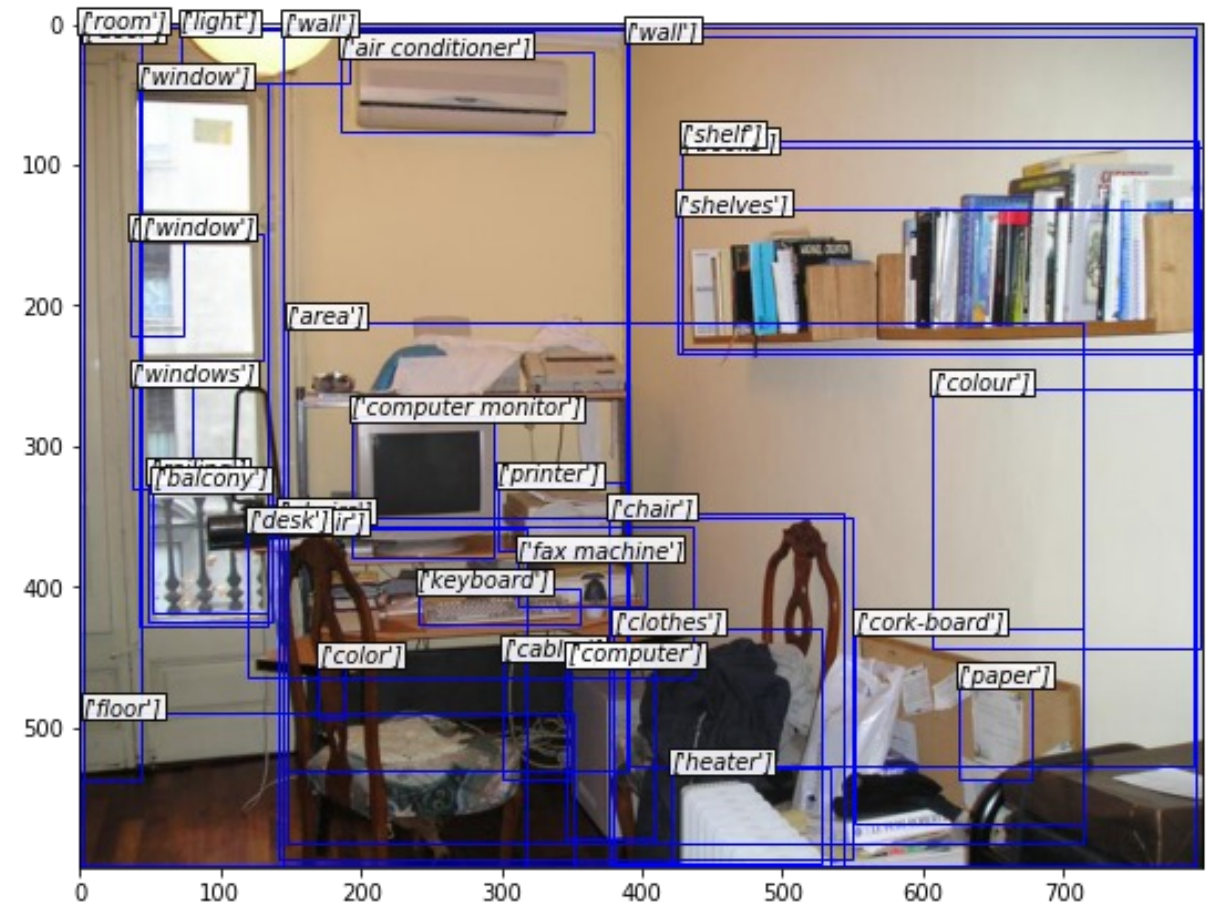 0
100
200
300
400
500
0
100
200
300
400
500
600
700
['room']
['light']
['wall']
['wall']
['air conditioner']
['window']
['shelf']
['shelves']
['window']
['area']
['windows']
['colour']
['computer monitor']
['balcony']
['printer']
['chair']
['desk']
['fax machine']
['keyboard']
['clothes']
['cork-board']
['color']
['computer']
['paper']
['floor']
['heater']